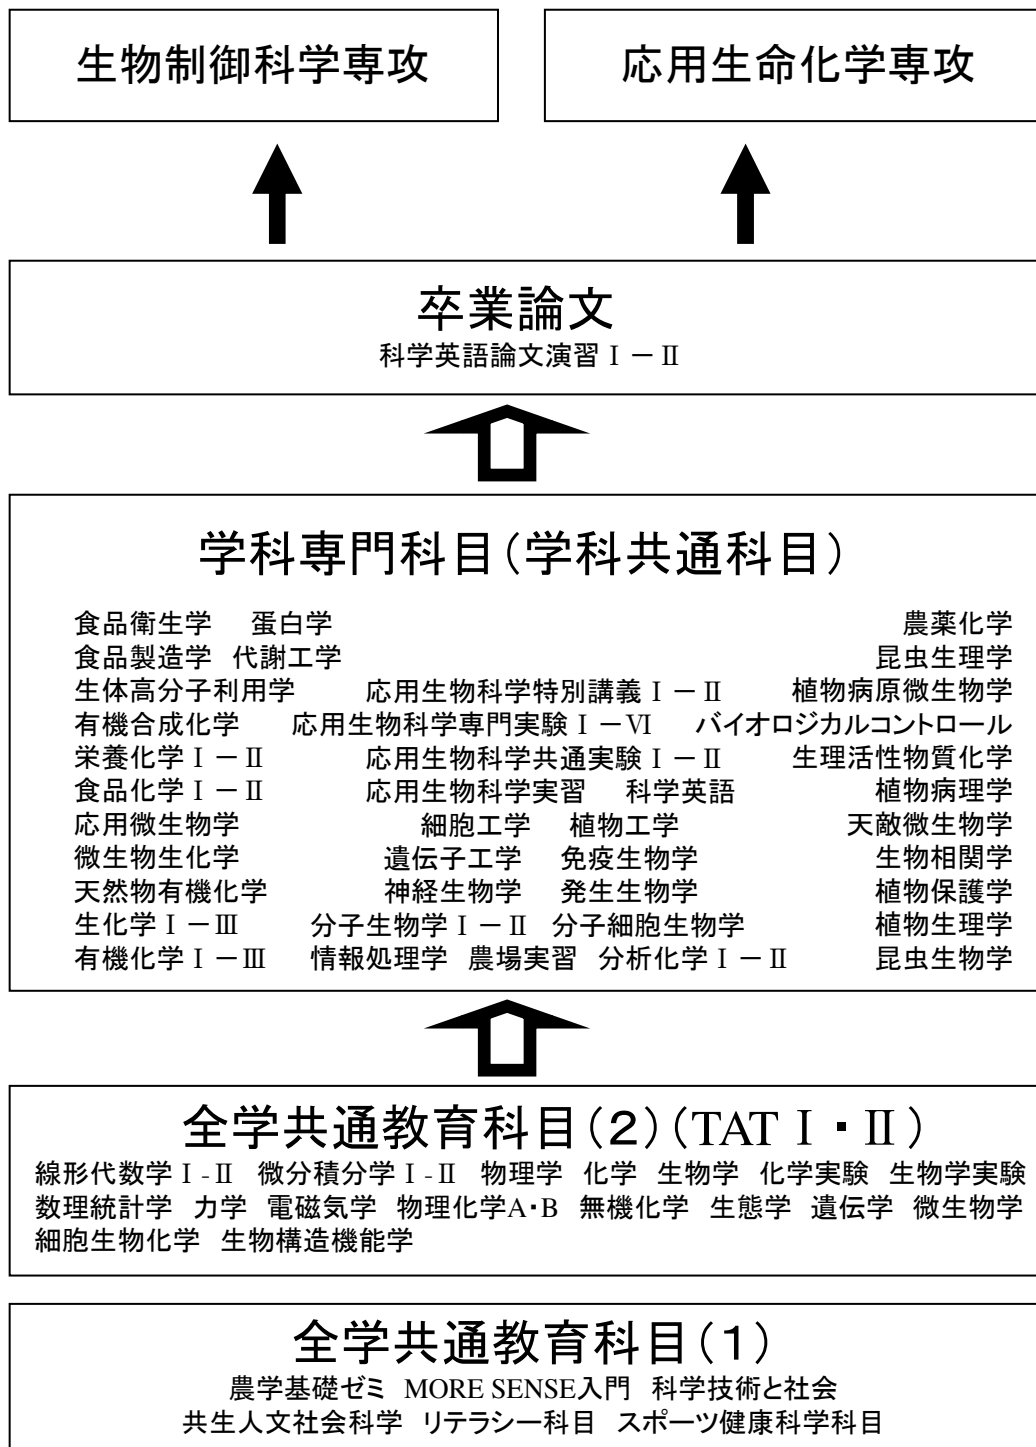 生物制御科学専攻 応用生命化学専攻
卒業論文
科学英語論文演習Ⅰ－Ⅱ
学科専門科目(学科共通科目)
食品衛生学 蛋白学 農薬化学
食品製造学 代謝工学 昆虫生理学
生体高分子利用学 応用生物科学特別講義Ⅰ－Ⅱ 植物病原微生物学
有機合成化学 応用生物科学専門実験Ⅰ－Ⅵ バイオロジカルコントロール
栄養化学Ⅰ－Ⅱ 応用生物科学共通実験Ⅰ－Ⅱ 生理活性物質化学
食品化学Ⅰ－Ⅱ 応用生物科学実習 科学英語 植物病理学
応用微生物学 細胞工学 植物工学 天敵微生物学
微生物生化学 遺伝子工学 免疫生物学 生物相関学
天然物有機化学 神経生物学 発生生物学 植物保護学
生化学Ⅰ－Ⅲ 分子生物学Ⅰ－Ⅱ 分子細胞生物学 植物生理学
有機化学Ⅰ－Ⅲ 情報処理学 農場実習 分析化学Ⅰ－Ⅱ 昆虫生物学
全学共通教育科目(2)(TATⅠ・Ⅱ)
線形代数学Ⅰ-Ⅱ 微分積分学Ⅰ-Ⅱ 物理学 化学 生物学 化学実験 生物学実験
数理統計学 力学 電磁気学 物理化学A・B 無機化学 生態学 遺伝学 微生物学
細胞生物化学 生物構造機能学
全学共通教育科目(1)
農学基礎ゼミ MORE SENSE入門 科学技術と社会
共生人文社会科学 リテラシー科目 スポーツ健康科学科目